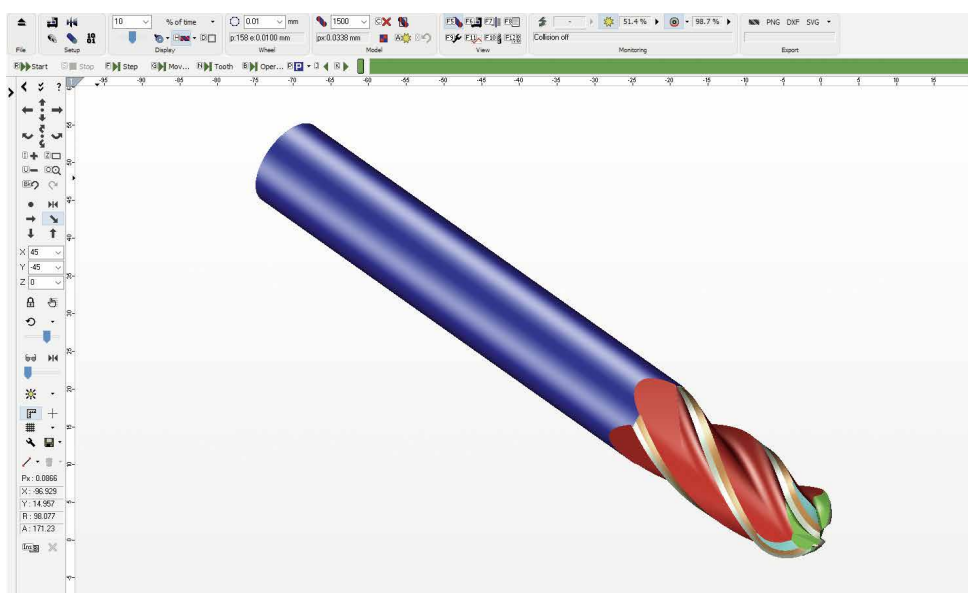 10 % of time 0.01 mm 1500 51.4 % 98.7 % PNG DXF SVG
p:158 e:0.0100 mm px:0.0338 mm Collision off
File Setup Display Wheel Model View Monitoring Export
Start Stop Step Mov... Tooth Oper...
-95 -90 -85 -80 -75 -70 -65 -60 -55 -50 -45 -40 -35 -30 -25 -20 -15 -10 -5 0 5 10 15
?
X 45
Y -45
Z 0
Px : 0.0866
X : -96.929
Y : 14.957
R : 98.077
A : 171.23